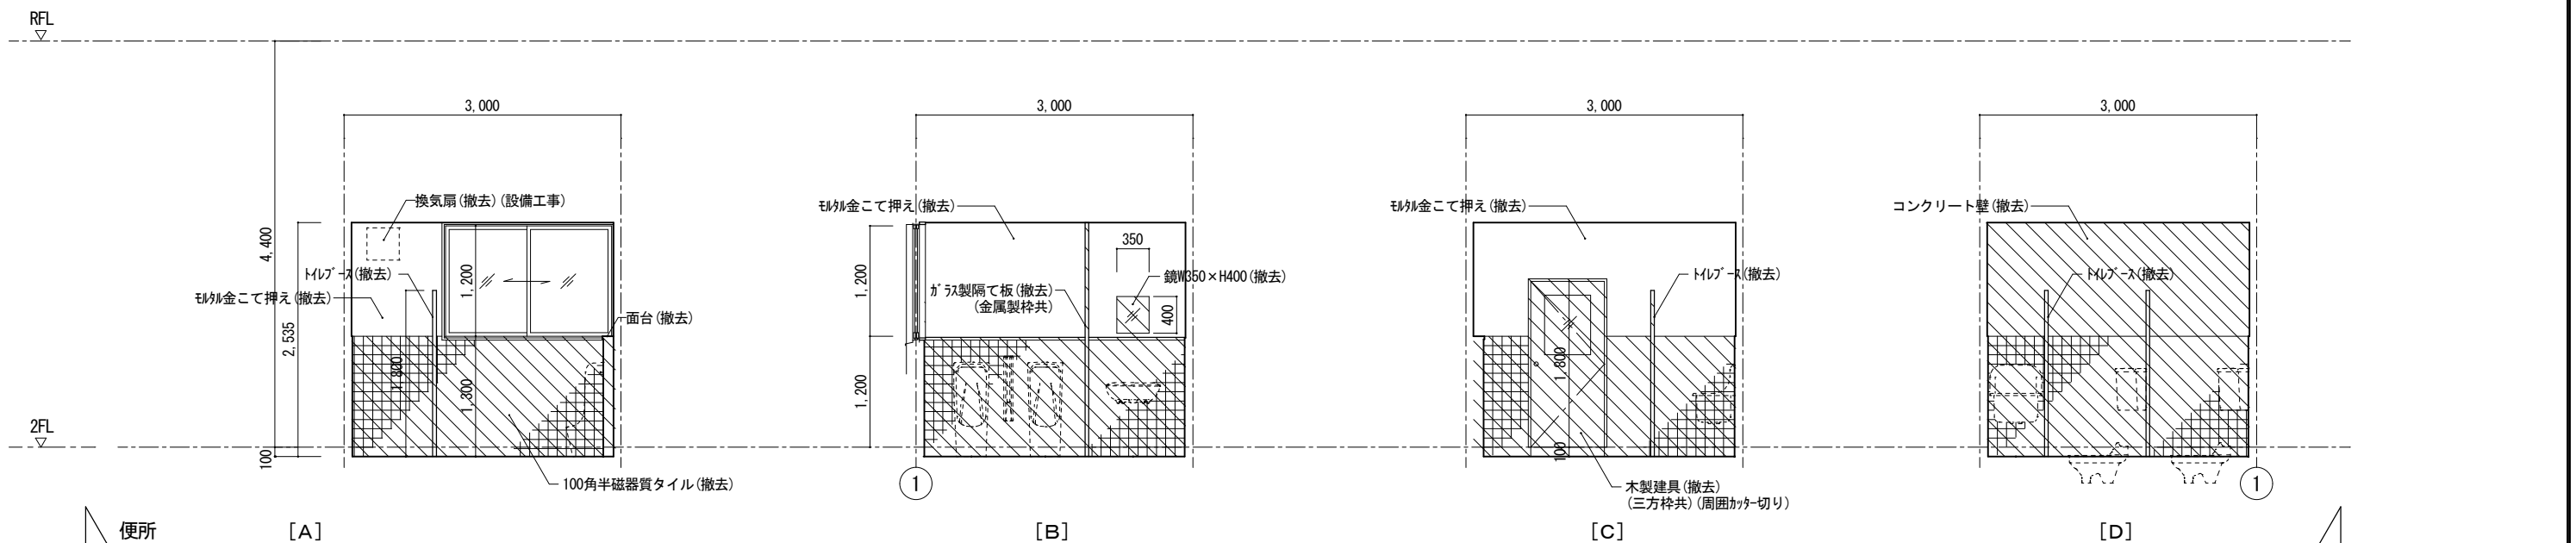 RFL
3,000
3,000
3,000
3,000
換気扇(撤去)(設備工事)
モルタル金こて押え(撤去)
モルタル金こて押え(撤去)
コンクリート壁(撤去)
4,400
350
トイレブース(撤去)
1,200
1,200
鏡W350×H400(撤去)
トイレブース(撤去)
トイレブース(撤去)
モルタル金こて押え(撤去)
ガラス製隔て板(撤去)
(金属製枠共)
400
面台(撤去)
2,535
1,800
1,300
1,200
1,800
2FL
100
100
100角半磁器質タイル(撤去)
1
木製建具(撤去)
(三方枠共)(周囲カッター切り)
1
便所
[A]
[B]
[C]
[D]